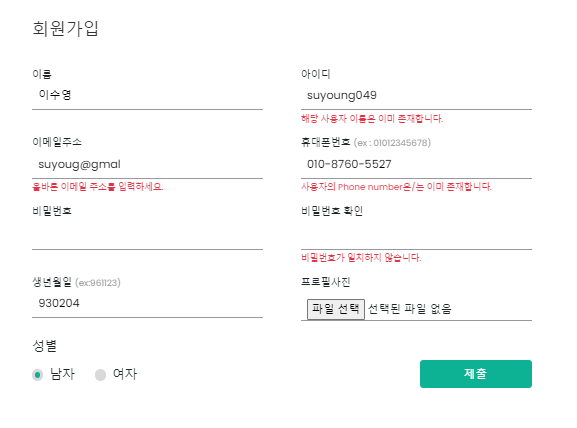 회원가입
이름
이수영
아이디
suyoung049
해당 사용자 이름은 이미 존재합니다.
이메일주소
suyoug@gmal
올바른 이메일 주소를 입력하세요.
휴대폰번호 (ex : 01012345678)
010-8760-5527
사용자의 Phone number은/는 이미 존재합니다.
비밀번호
비밀번호 확인
비밀번호가 일치하지 않습니다.
생년월일 (ex:961123)
930204
프로필사진
파일 선택 선택된 파일 없음
성별
남자 여자
제출